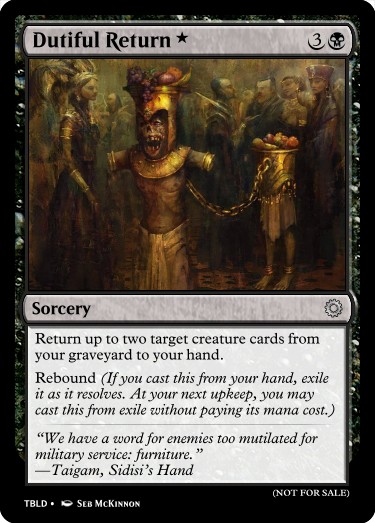 Dutiful Return ★ 3
Sorcery
Return up to two target creature cards from
your graveyard to your hand.
Rebound (If you cast this from your hand, exile
it as it resolves. At your next upkeep, you may
cast this from exile without paying its mana cost.)
“We have a word for enemies too mutilated for
military service: furniture.”
—Taigam, Sidisi’s Hand
TBLD • Seb McKinnon
(NOT FOR SALE)